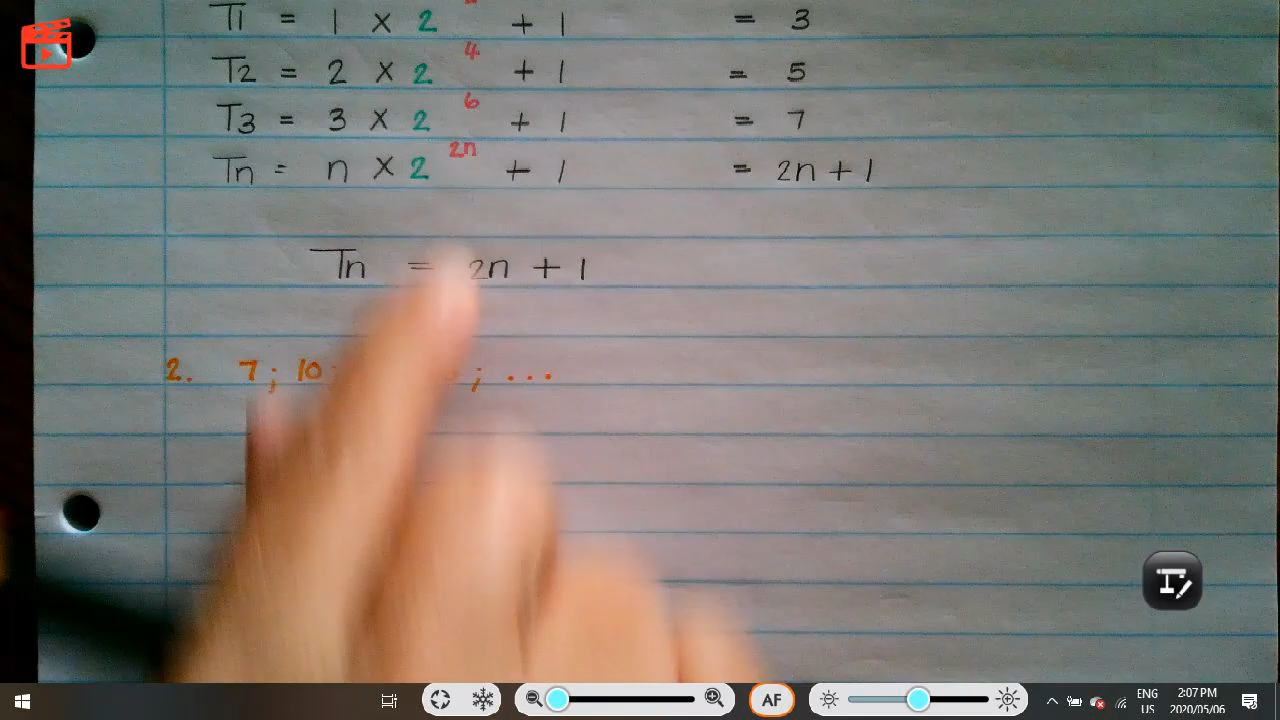 T1 = 1 × 2 + 1 = 3
4
T2 = 2 × 2 + 1 = 5
6
T3 = 3 × 2 + 1 = 7
2n
Tn = n × 2 + 1 = 2n + 1
Tn = 2n + 1
2. 7 ; 10 ; ...
AF
ENG
US
2:07 PM
2020/05/06